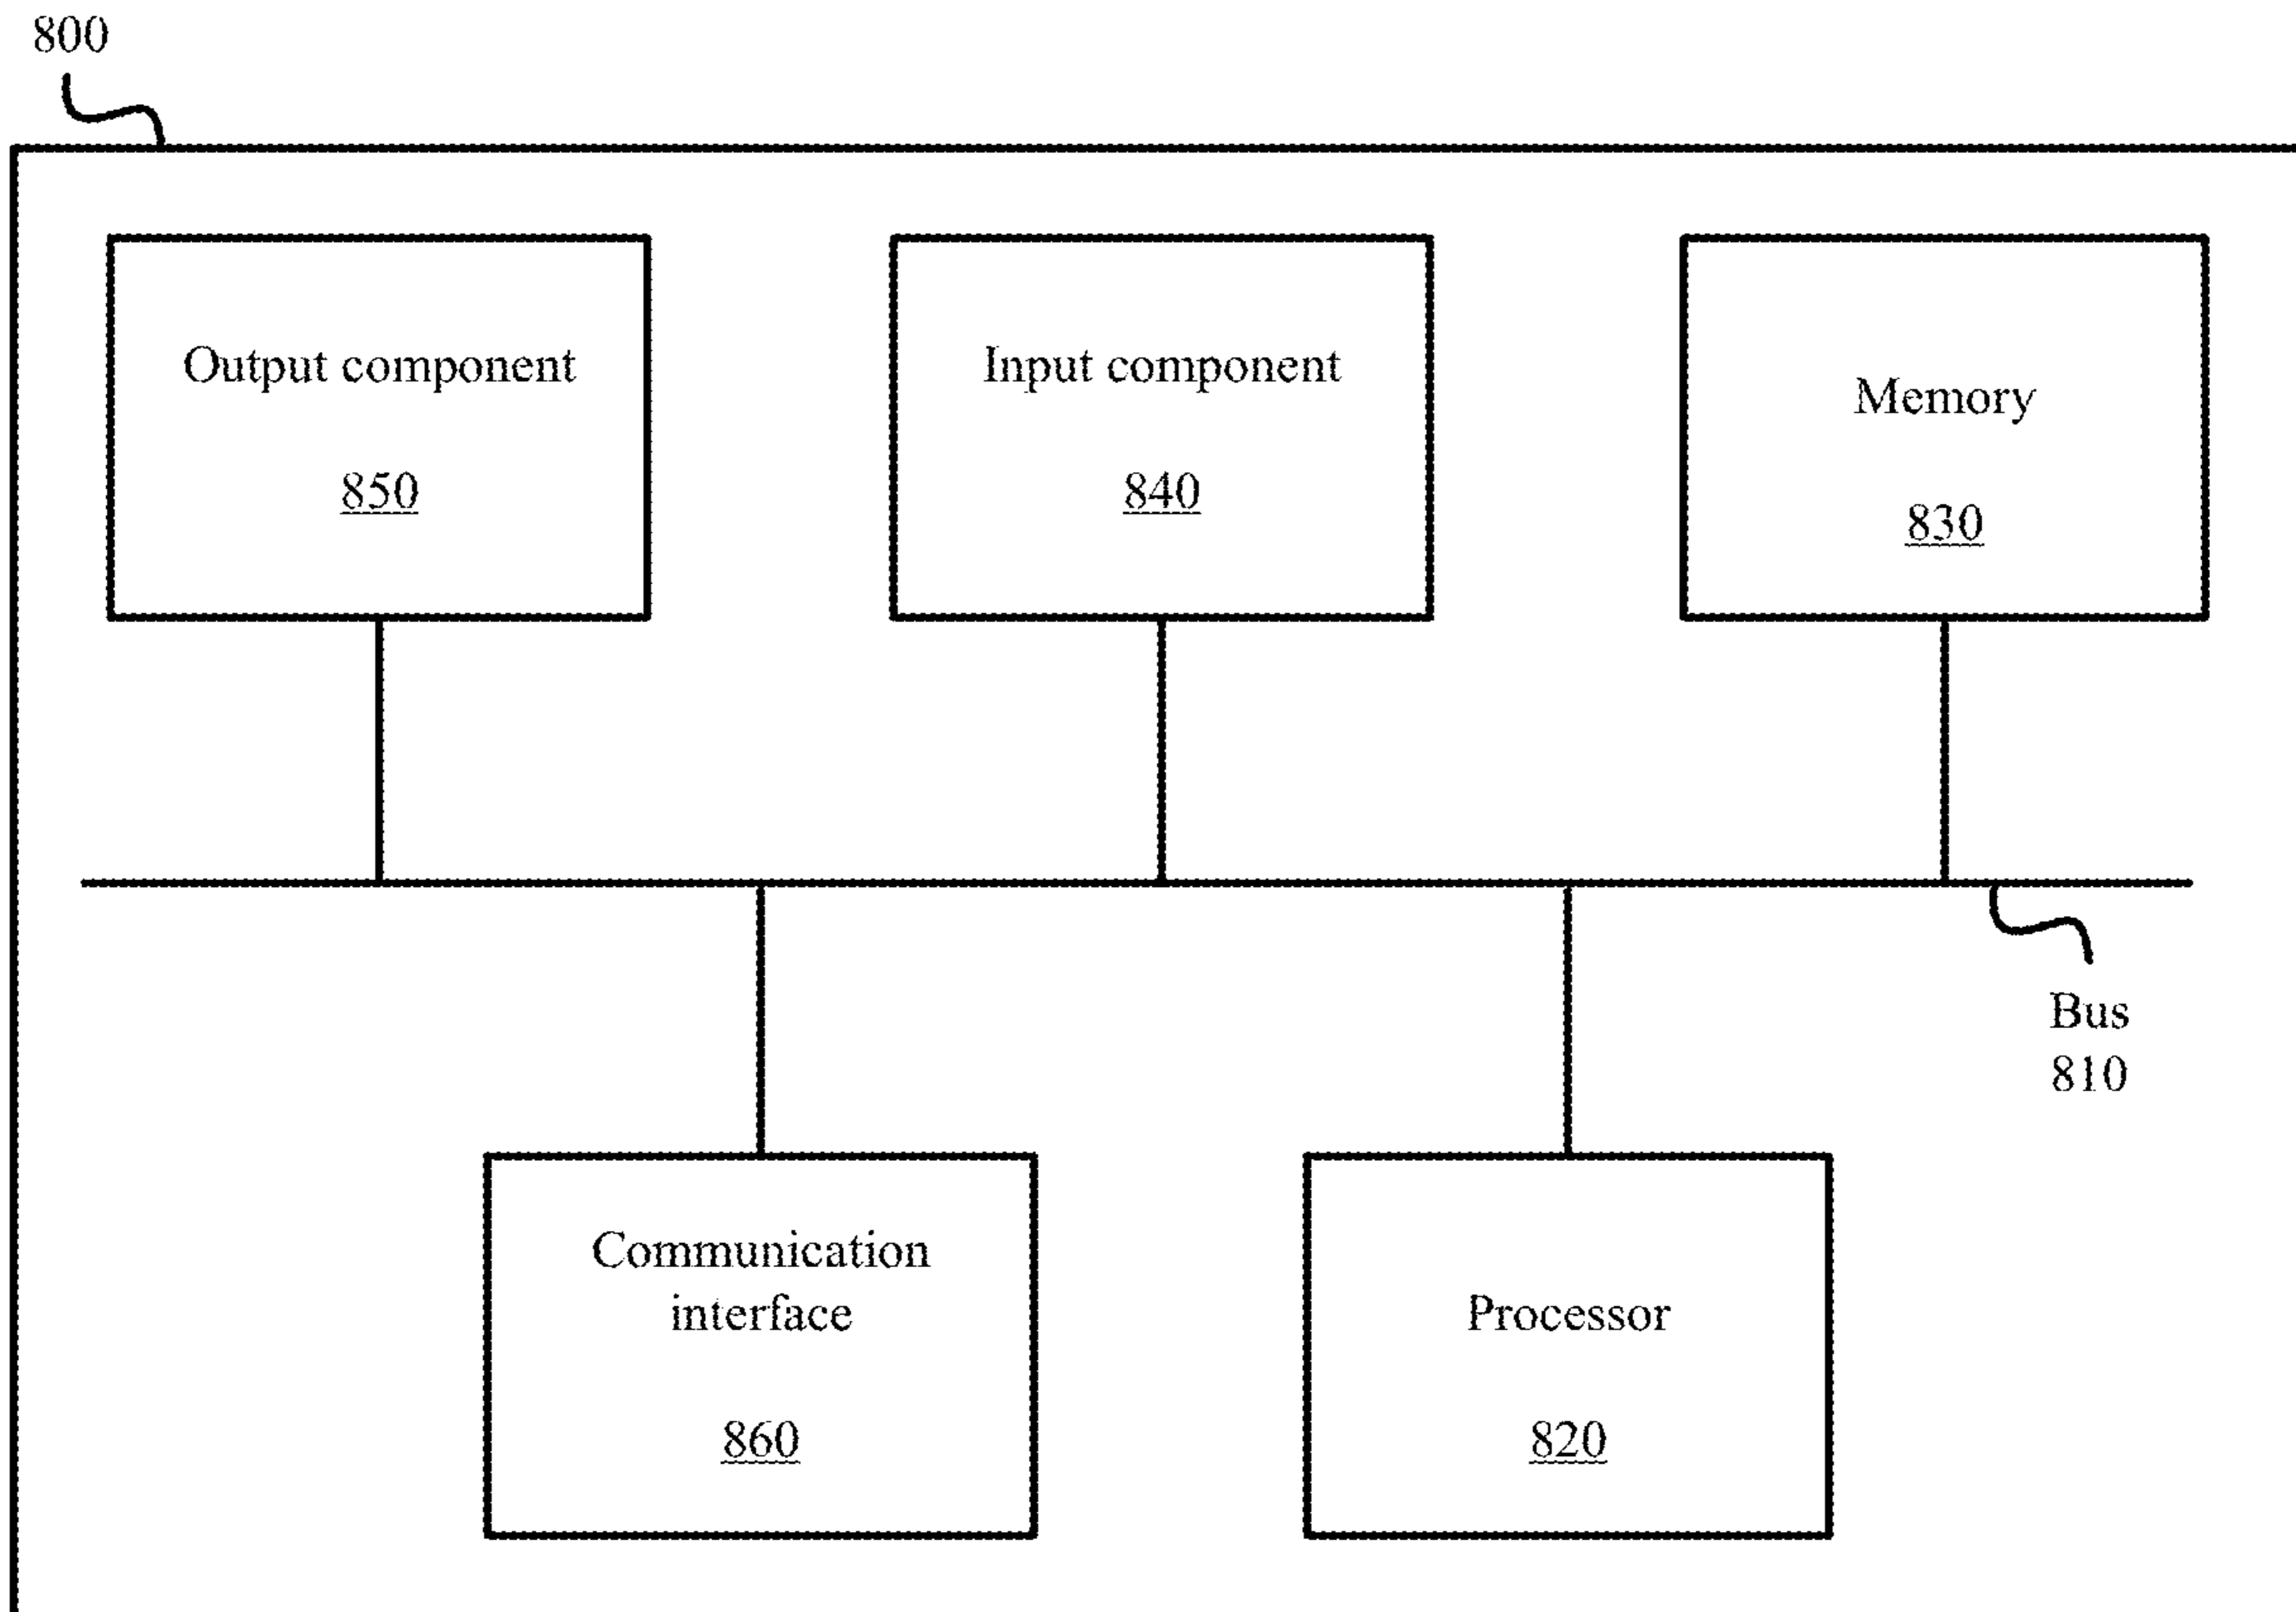 800
Output component
850
Input component
840
Memory
830
Bus
810
Communication
interface
860
Processor
820